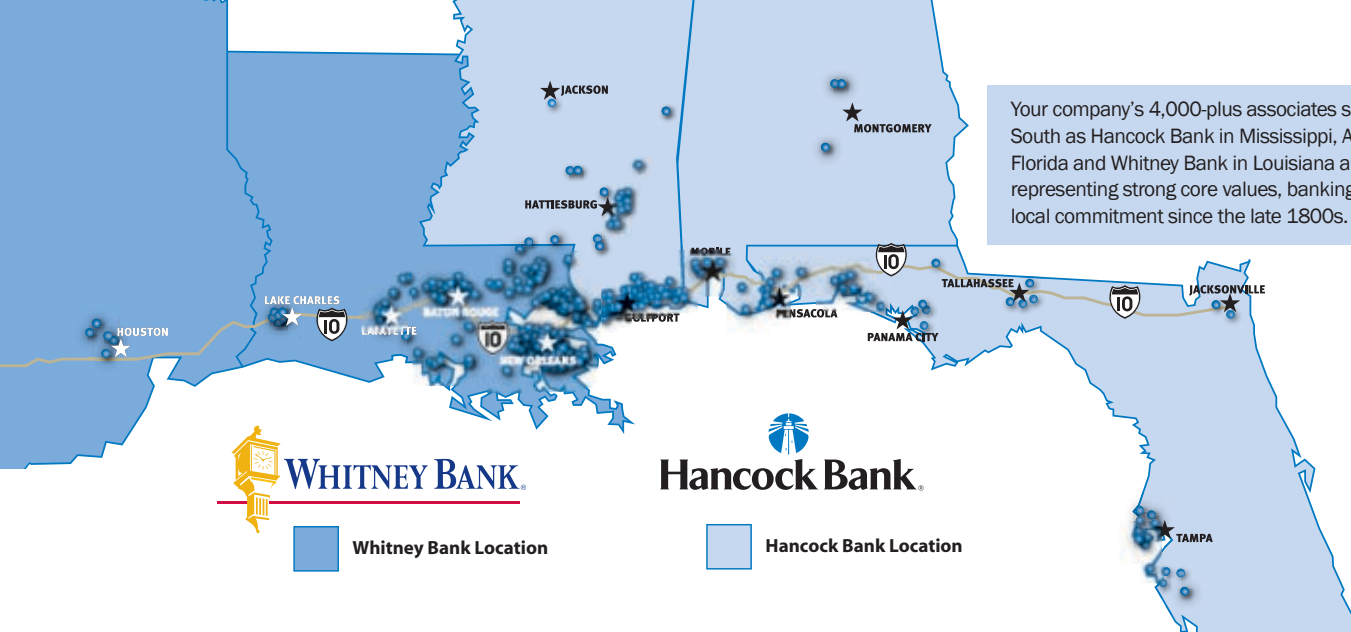 JACKSON
MONTGOMERY
Your company's 4,000-plus associates s
South as Hancock Bank in Mississippi, A
Florida and Whitney Bank in Louisiana a
representing strong core values, banking
local commitment since the late 1800s.
HATTIESBURG
MOBILE
10
TALLAHASSEE
JACKSONVILLE
10
LAKE CHARLES
BATON ROUGE
PENSACOLA
GULFPORT
10
LAFAYETTE
HOUSTON
10
PANAMA CITY
NEW ORLEANS
WHITNEY BANK®
Hancock Bank®
Whitney Bank Location
Hancock Bank Location
TAMPA